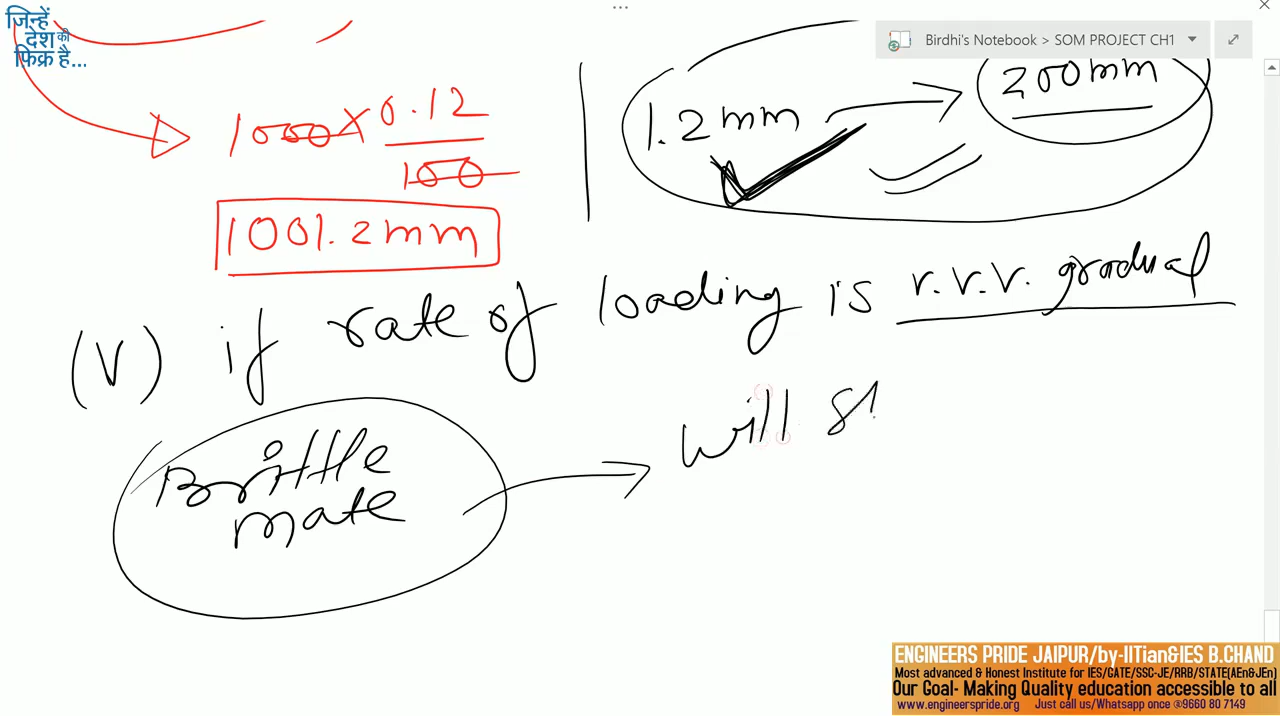 जिन्हें
देश की
फिक्र है...
Birdhi's Notebook > SOM PROJECT CH1
1000 x 0.12
100
1001.2mm
1.2mm
200mm
(V) if rate of loading is v.v.v. gradual
Brittle
mate
will
ENGINEERS PRIDE JAIPUR/by-IITian&IES B.CHAND
Most advanced & Honest Institute for IES/GATE/SSC-JE/RRB/STATE(AEn&JEn)
Our Goal- Making Quality education accessible to all
www.engineerspride.org Just call us/Whatsapp once @9660 80 7149